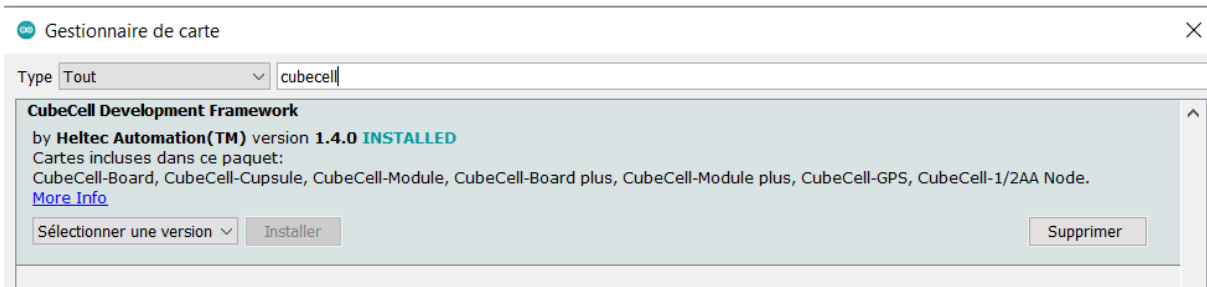 Gestionnaire de carte
Type Tout cubecell
CubeCell Development Framework
by Heltec Automation(TM) version 1.4.0 INSTALLED
Cartes incluses dans ce paquet:
CubeCell-Board, CubeCell-Cupsule, CubeCell-Module, CubeCell-Board plus, CubeCell-Module plus, CubeCell-GPS, CubeCell-1/2AA Node.
More Info
Sélectionner une version Installer Supprimer